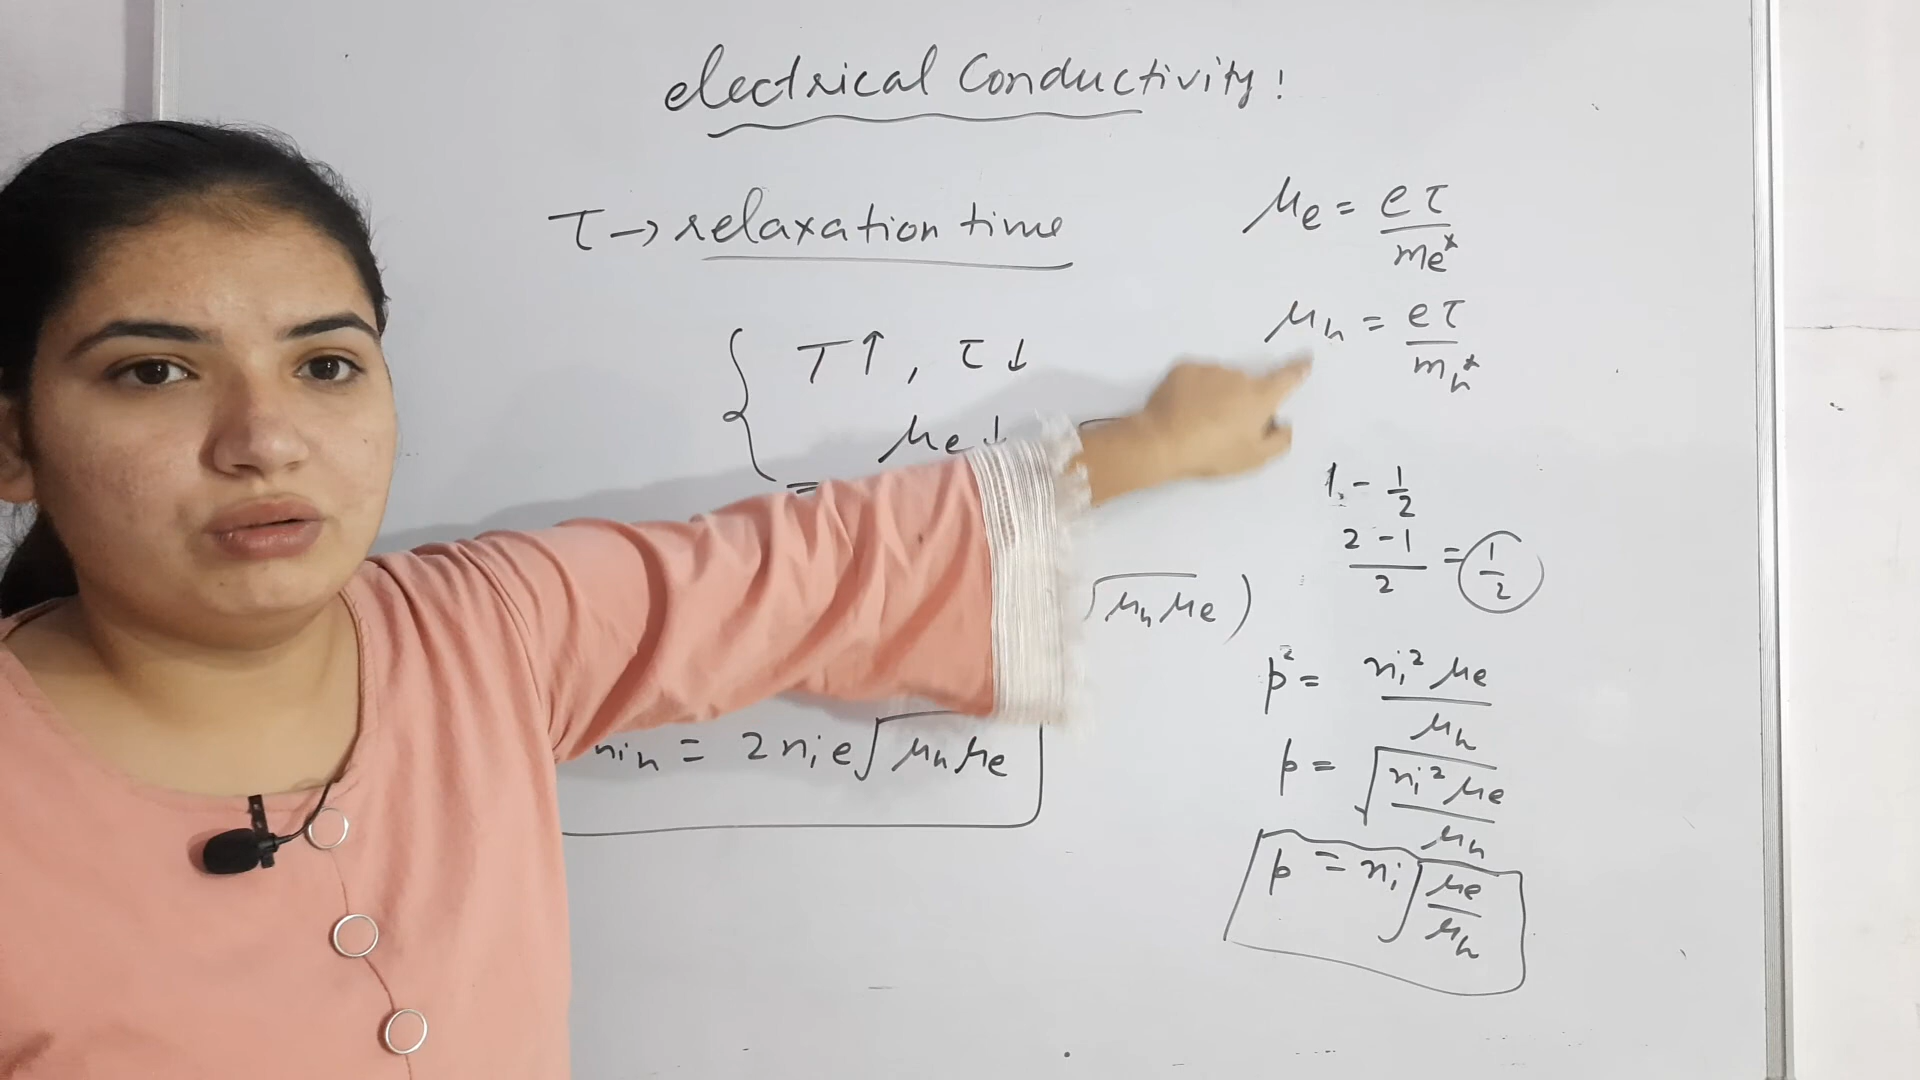 electrical Conductivity:
τ → relaxation time
μe = eτ / me*
μh = eτ / mh*
T↑, τ↓
μe↓
1 - 1/2
2 - 1 / 2 = 1/2
√μhμe)
p² = ni² μe / μh
min = 2nie√μhμe
p = √ni² μe / μh
p = ni √μe / μh